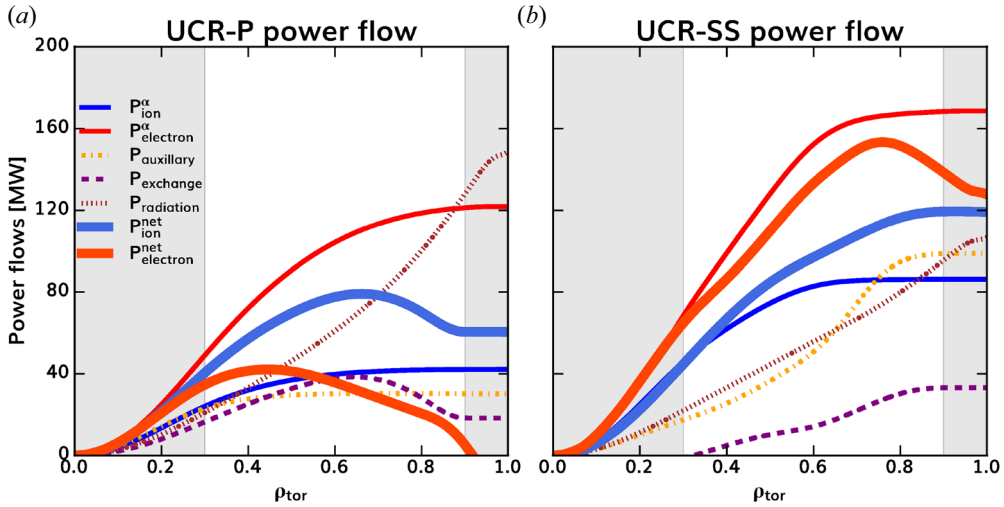 (a) UCR-P power flow
(b) UCR-SS power flow
Power flows [MW]
200
160
120
80
40
0
P^α_ion
P^α_electron
P_auxillary
P_exchange
P_radiation
P^net_ion
P^net_electron
0.0 0.2 0.4 0.6 0.8 1.0
0.0 0.2 0.4 0.6 0.8 1.0
ρ_tor
ρ_tor